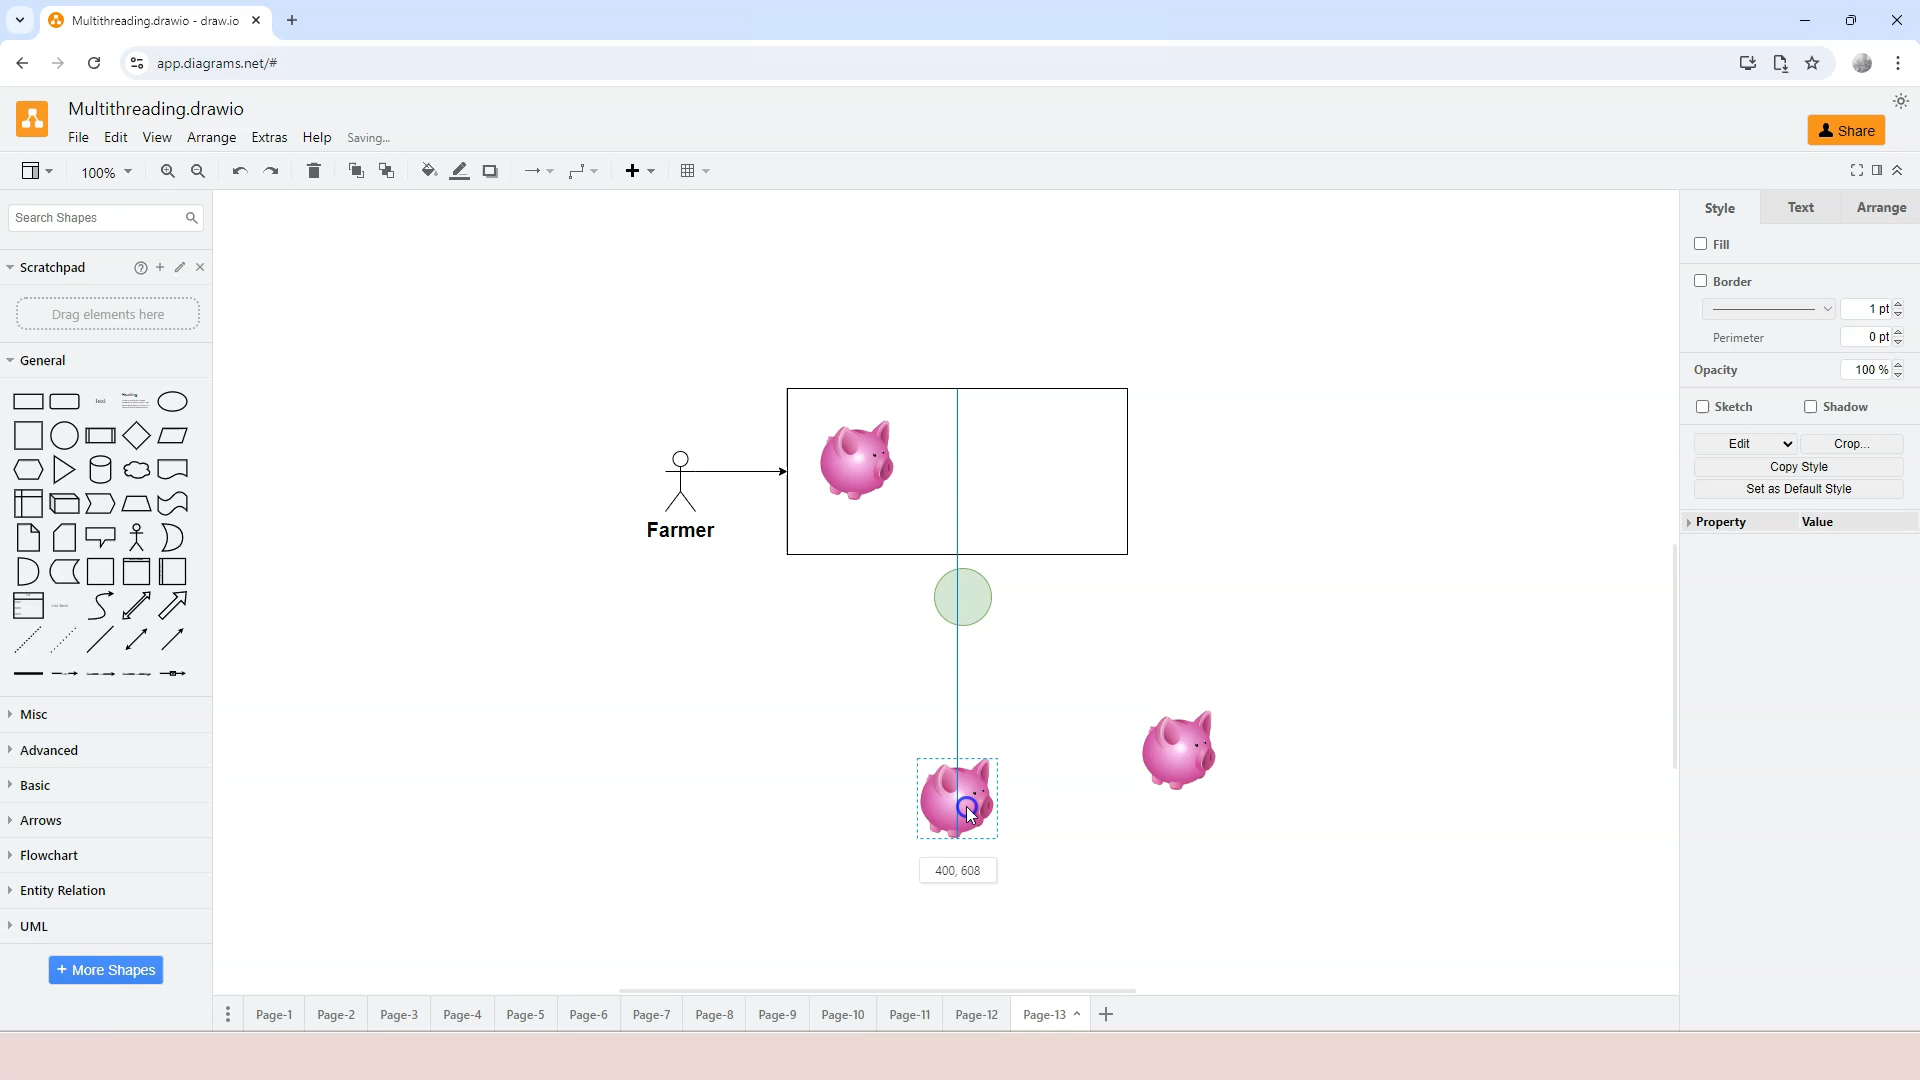 Multithreading.drawio - draw.io
app.diagrams.net/#
Multithreading.drawio
File Edit View Arrange Extras Help Saving...
Share
100%
Search Shapes
Scratchpad
Drag elements here
General
Text
Heading
Misc
Advanced
Basic
Arrows
Flowchart
Entity Relation
UML
+ More Shapes
Farmer
400, 608
Page-1 Page-2 Page-3 Page-4 Page-5 Page-6 Page-7 Page-8 Page-9 Page-10 Page-11 Page-12 Page-13
Style Text Arrange
Fill
Border
1 pt
Perimeter 0 pt
Opacity 100 %
Sketch Shadow
Edit Crop...
Copy Style
Set as Default Style
Property Value